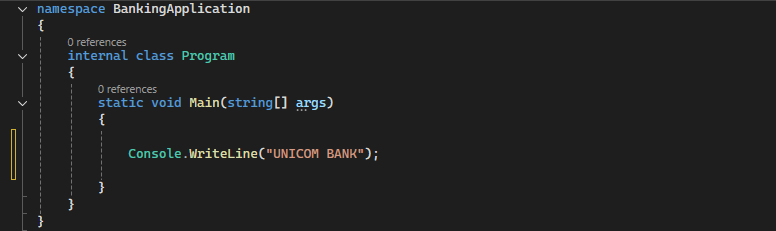 namespace BankingApplication
{
0 references
internal class Program
{
0 references
static void Main(string[] args)
{
Console.WriteLine("UNICOM BANK");
}
}
}